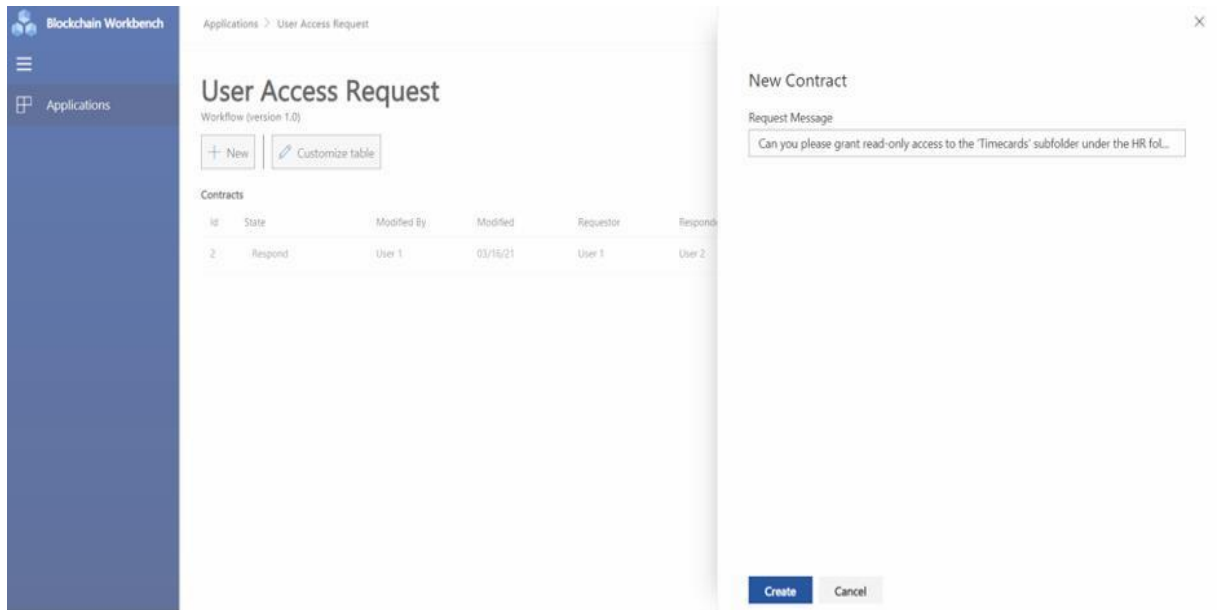 Blockchain Workbench
Applications
Applications > User Access Request
User Access Request
Workflow (version 1.0)
+ New
Customize table
Contracts
Id State Modified By Modified Requestor Responde
2 Respond User 1 03/16/21 User 1 User 2
New Contract
Request Message
Can you please grant read-only access to the 'Timecards' subfolder under the HR fol...
Create Cancel